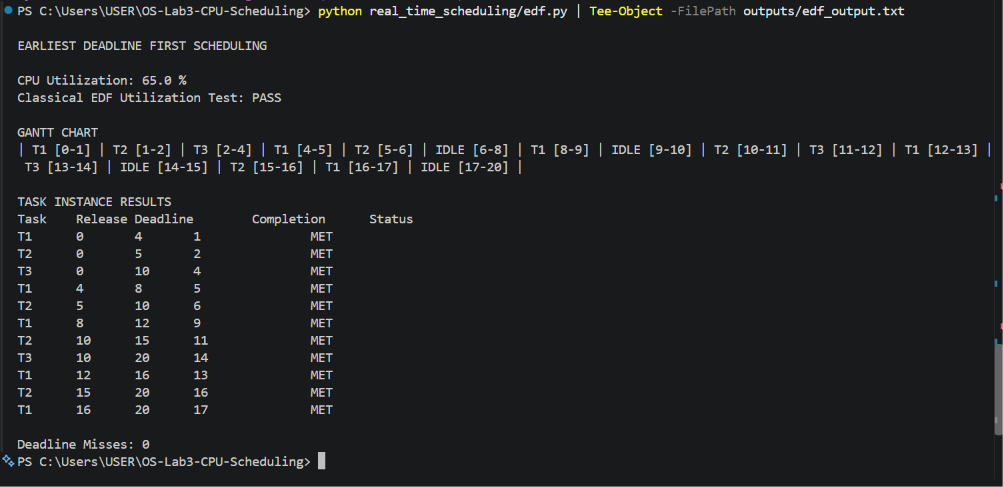 PS C:\Users\USER\OS-Lab3-CPU-Scheduling> python real_time_scheduling/edf.py | Tee-Object -FilePath outputs/edf_output.txt
EARLIEST DEADLINE FIRST SCHEDULING
CPU Utilization: 65.0 %
Classical EDF Utilization Test: PASS
GANTT CHART
| T1 [0-1] | T2 [1-2] | T3 [2-4] | T1 [4-5] | T2 [5-6] | IDLE [6-8] | T1 [8-9] | IDLE [9-10] | T2 [10-11] | T3 [11-12] | T1 [12-13] |
T3 [13-14] | IDLE [14-15] | T2 [15-16] | T1 [16-17] | IDLE [17-20] |
TASK INSTANCE RESULTS
Task Release Deadline Completion Status
T1 0 4 1 MET
T2 0 5 2 MET
T3 0 10 4 MET
T1 4 8 5 MET
T2 5 10 6 MET
T1 8 12 9 MET
T2 10 15 11 MET
T3 10 20 14 MET
T1 12 16 13 MET
T2 15 20 16 MET
T1 16 20 17 MET
Deadline Misses: 0
PS C:\Users\USER\OS-Lab3-CPU-Scheduling>